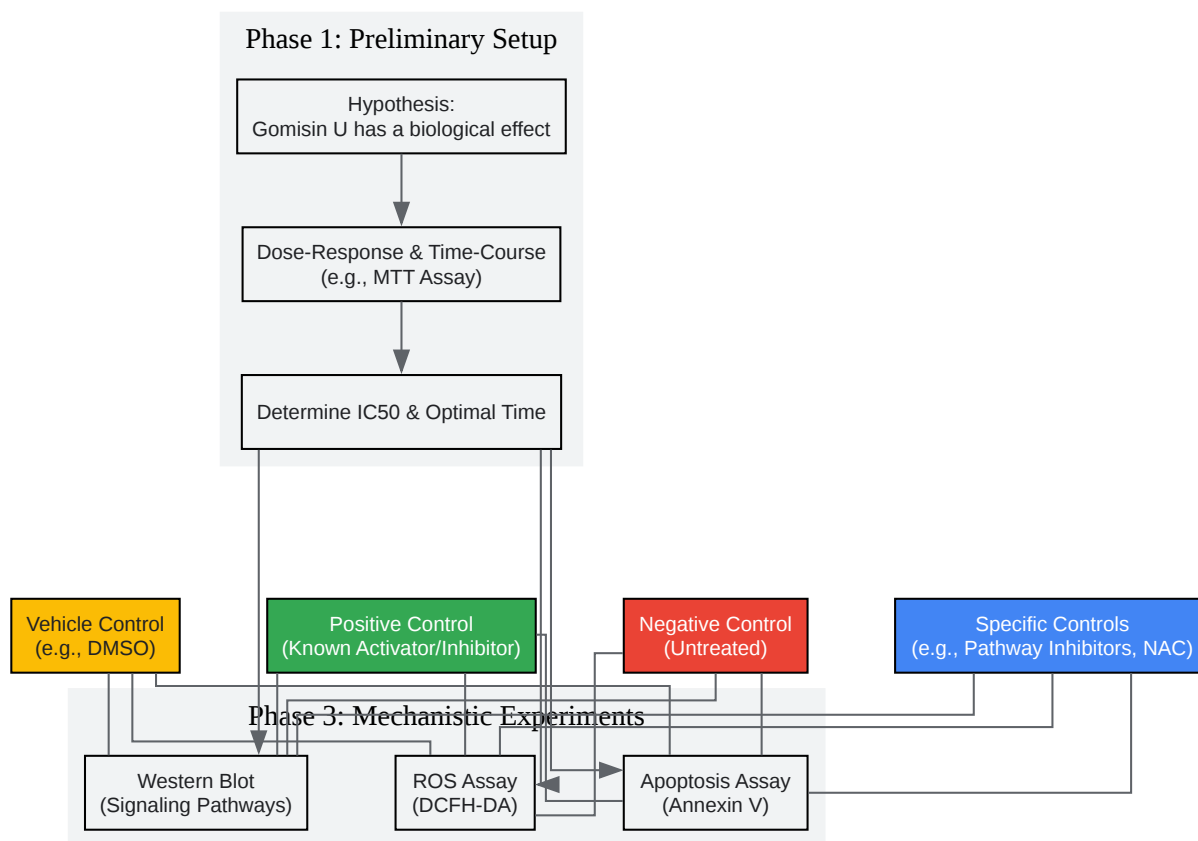 Phase 1: Preliminary Setup
Hypothesis:
Gomisin U has a biological effect
Dose-Response & Time-Course
(e.g., MTT Assay)
Determine IC50 & Optimal Time
Vehicle Control
(e.g., DMSO)
Positive Control
(Known Activator/Inhibitor)
Negative Control
(Untreated)
Specific Controls
(e.g., Pathway Inhibitors, NAC)
Phase 3: Mechanistic Experiments
Western Blot
(Signaling Pathways)
ROS Assay
(DCFH-DA)
Apoptosis Assay
(Annexin V)